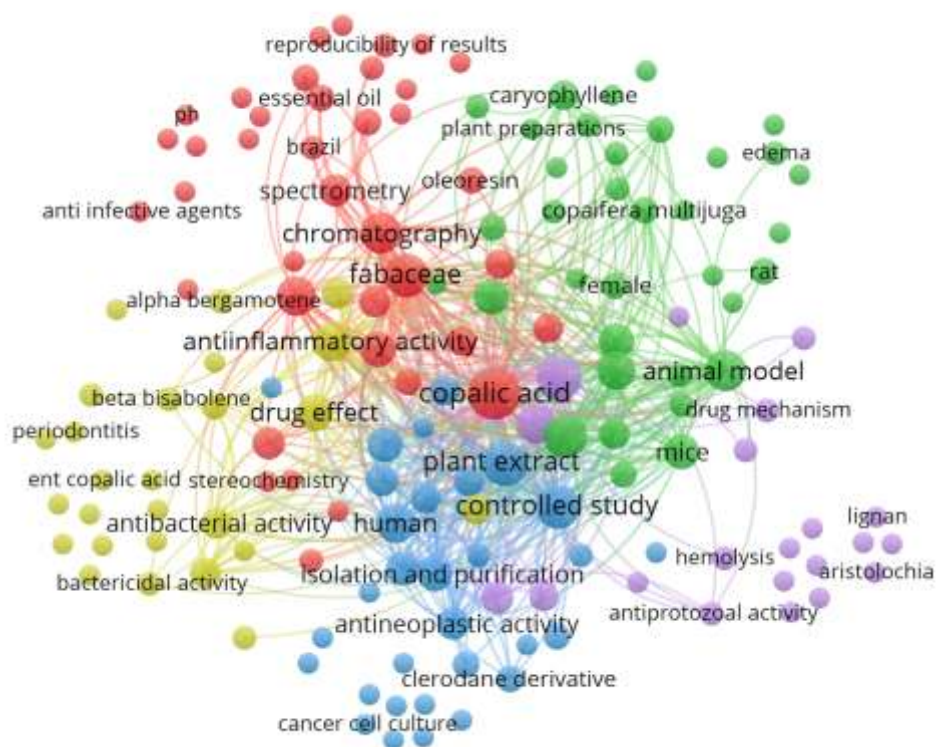 reproducibility of results
essential oil
caryophyllene
ph
plant preparations
brazil
edema
spectrometry
oleoresin
anti infective agents
copaifera multijuga
chromatography
fabaceae
rat
female
alpha bergamotene
antiinflammatory activity
animal model
copalic acid
beta bisabolene
drug effect
drug mechanism
periodontitis
mice
plant extract
ent copalic acid
stereochemistry
controlled study
lignan
antibacterial activity
human
hemolysis
aristolochia
bactericidal activity
isolation and purification
antiprotozoal activity
antineoplastic activity
clerodane derivative
cancer cell culture